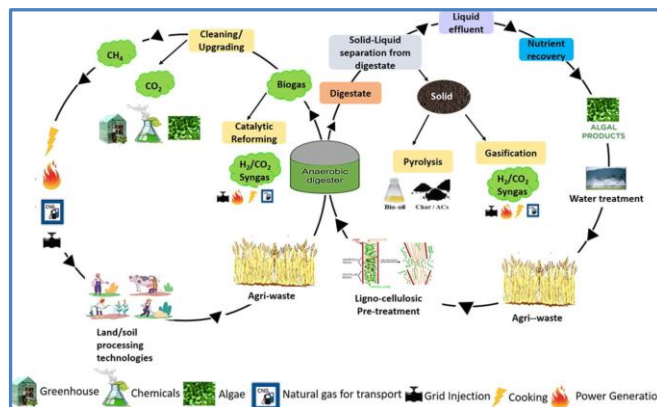 Cleaning/
Upgrading
CH4
CO2
Biogas
Catalytic
Reforming
H2/CO2
Syngas
Anaerobic
digester
Digestate
Solid-Liquid
separation from
digestate
Liquid
effluent
Nutrient
recovery
Solid
Pyrolysis
Gasification
Bio-oil
Char / ACs
H2/CO2
Syngas
ALGAL
PRODUCTS
Water treatment
CNG
Land/soil
processing
technologies
Agri-waste
Ligno-cellulosic
Pre-treatment
Agri--waste
Greenhouse
Chemicals
Algae
CNG
Natural gas for transport
Grid Injection
Cooking
Power Generatio